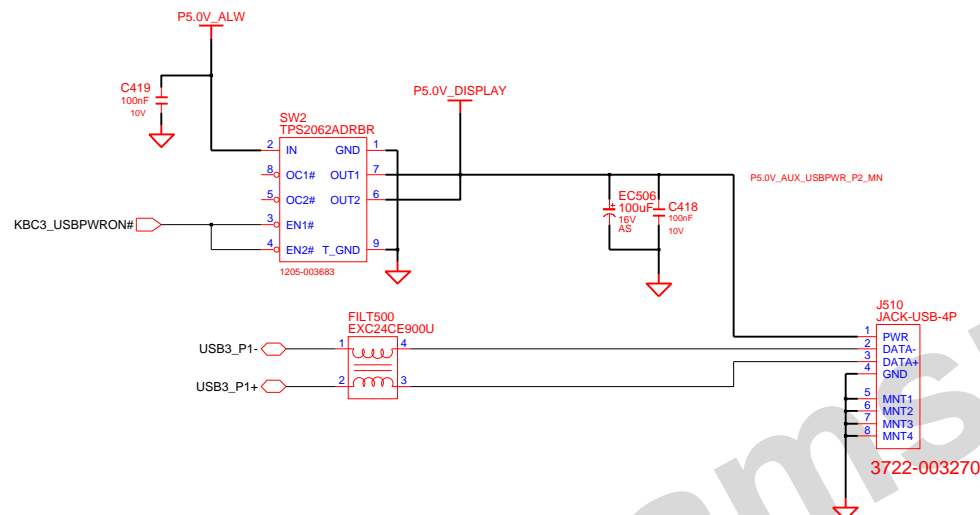 P5.0V_ALW
C419
100nF
10V
P5.0V_DISPLAY
SW2
TPS2062ADRBR
2 IN GND 1
8 OC1# OUT1 7
5 OC2# OUT2 6
3 EN1#
4 EN2# T_GND 9
1205-003683
KBC3_USBPWRON#
P5.0V_AUX_USBPWR_P2_MN
EC506
100uF
16V
AS
C418
100nF
10V
FILT500
EXC24CE900U
USB3_P1- 1 4
USB3_P1+ 2 3
J510
JACK-USB-4P
1 PWR
2 DATA-
3 DATA+
4 GND
5 MNT1
6 MNT2
7 MNT3
8 MNT4
3722-003270